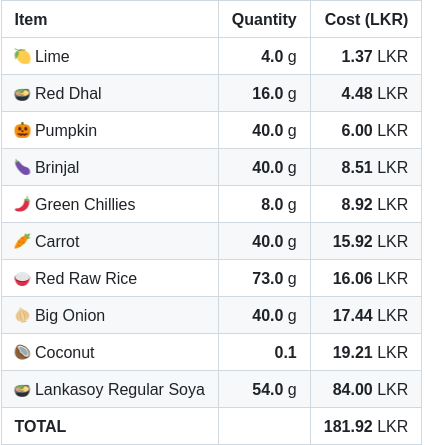 Item Quantity Cost (LKR)
Lime 4.0 g 1.37 LKR
Red Dhal 16.0 g 4.48 LKR
Pumpkin 40.0 g 6.00 LKR
Brinjal 40.0 g 8.51 LKR
Green Chillies 8.0 g 8.92 LKR
Carrot 40.0 g 15.92 LKR
Red Raw Rice 73.0 g 16.06 LKR
Big Onion 40.0 g 17.44 LKR
Coconut 0.1 19.21 LKR
Lankasoy Regular Soya 54.0 g 84.00 LKR
TOTAL 181.92 LKR